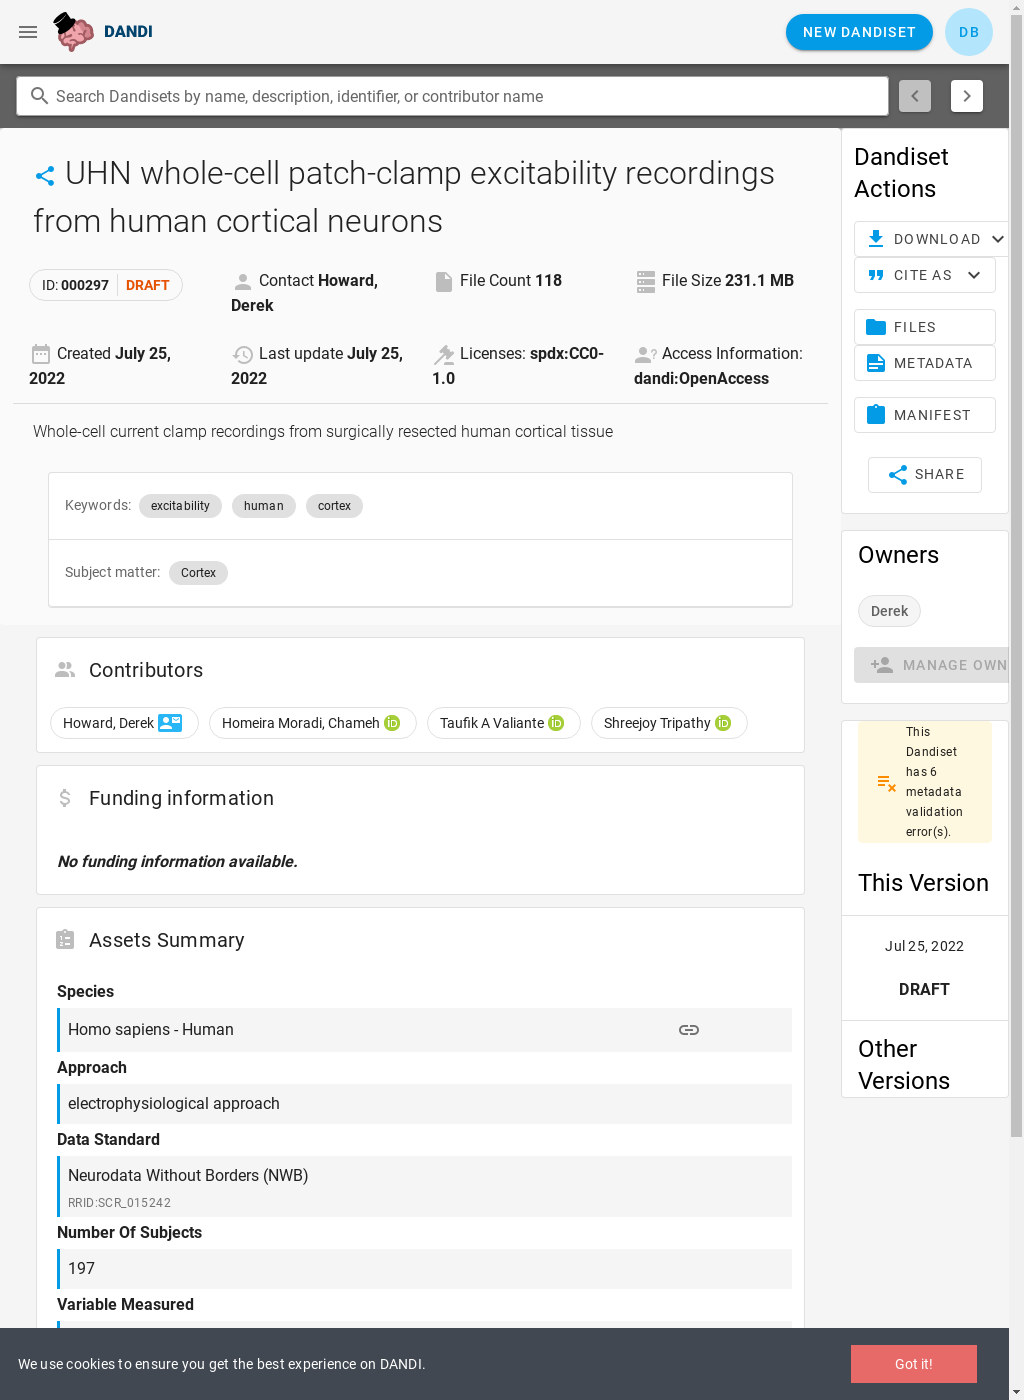 DANDI
NEW DANDISET
DB
Search Dandisets by name, description, identifier, or contributor name
UHN whole-cell patch-clamp excitability recordings
from human cortical neurons
ID: 000297 DRAFT
Contact Howard,
Derek
File Count 118
File Size 231.1 MB
Created July 25,
2022
Last update July 25,
2022
Licenses: spdx:CC0-
1.0
Access Information:
dandi:OpenAccess
Whole-cell current clamp recordings from surgically resected human cortical tissue
Keywords: excitability human cortex
Subject matter: Cortex
Contributors
Howard, Derek
Homeira Moradi, Chameh iD
Taufik A Valiante iD
Shreejoy Tripathy iD
Funding information
No funding information available.
Assets Summary
Species
Homo sapiens - Human
Approach
electrophysiological approach
Data Standard
Neurodata Without Borders (NWB)
RRID:SCR_015242
Number Of Subjects
197
Variable Measured
Dandiset
Actions
DOWNLOAD
CITE AS
FILES
METADATA
MANIFEST
SHARE
Owners
Derek
MANAGE OWN
This
Dandiset
has 6
metadata
validation
error(s).
This Version
Jul 25, 2022
DRAFT
Other
Versions
We use cookies to ensure you get the best experience on DANDI.
Got it!